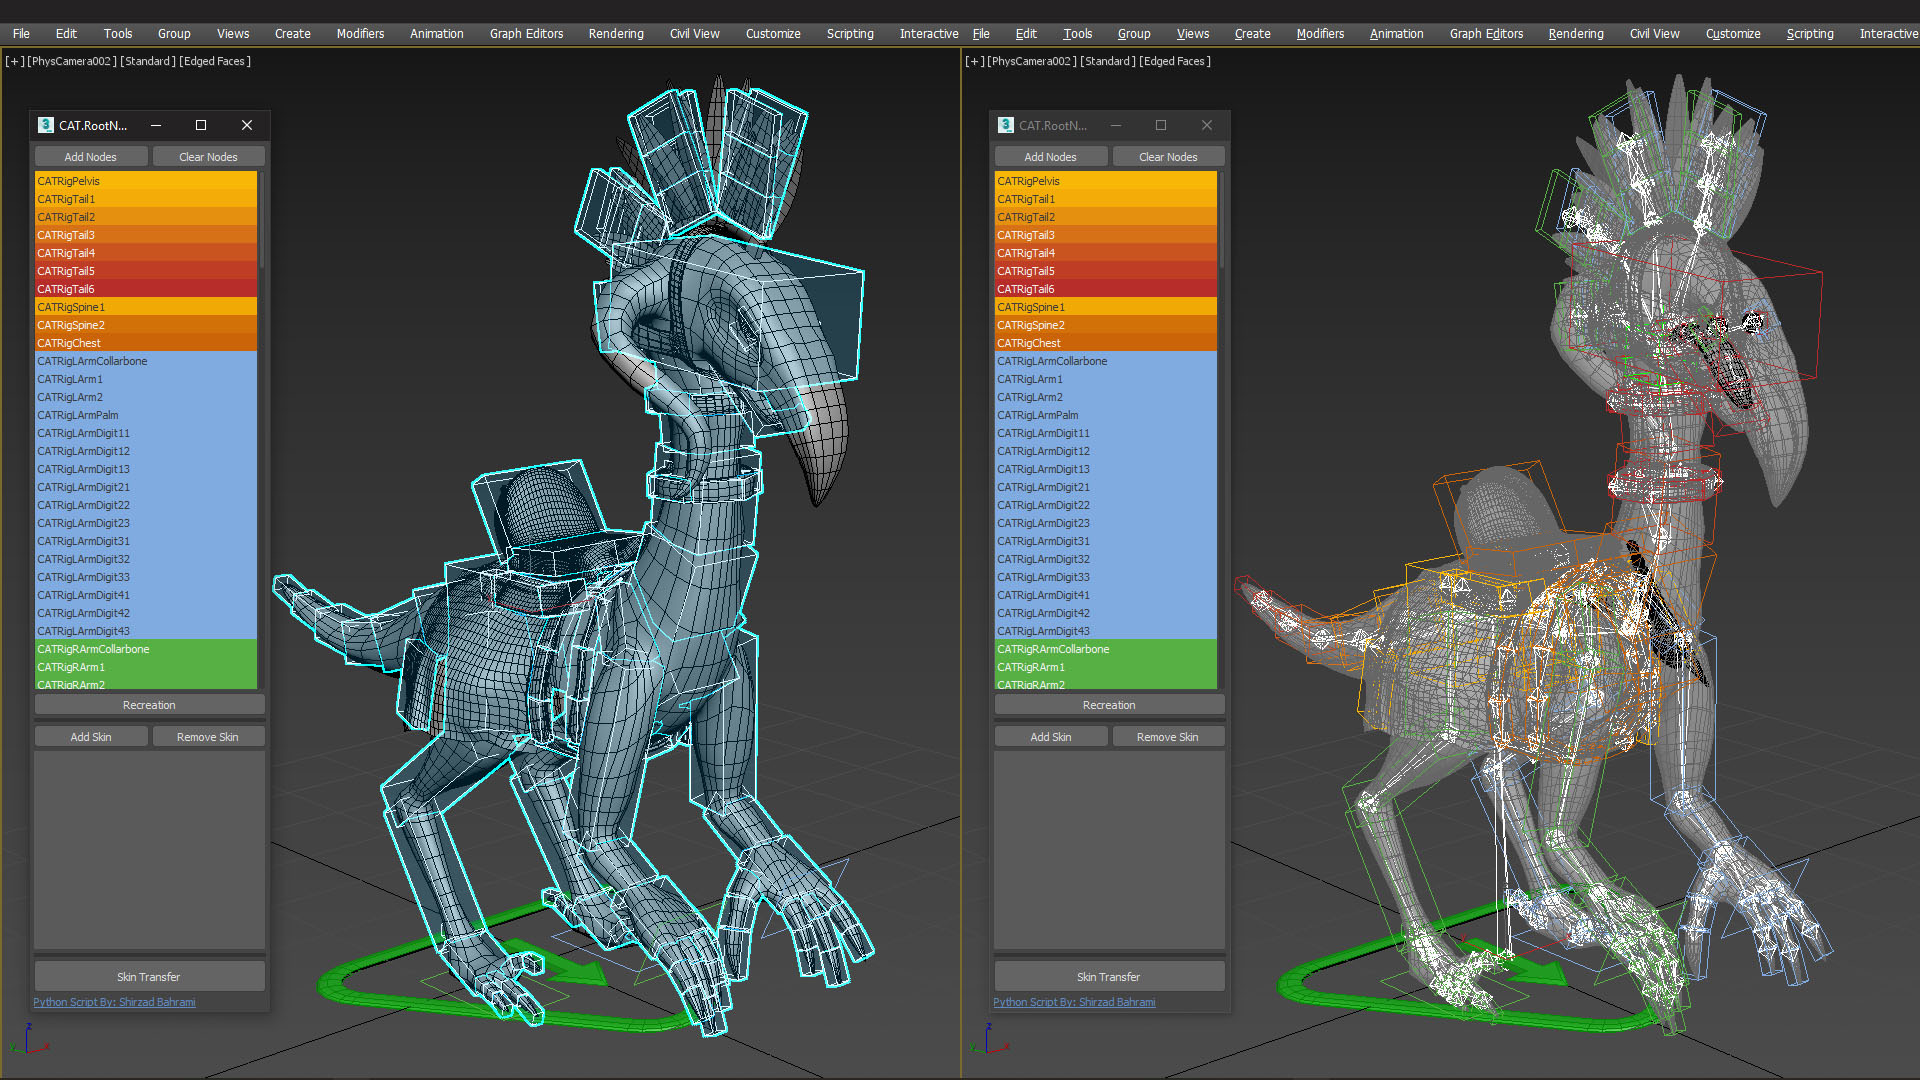 File Edit Tools Group Views Create Modifiers Animation Graph Editors Rendering Civil View Customize Scripting Interactive
[+][PhysCamera002][Standard][Edged Faces]
CAT.RootN...
Add Nodes Clear Nodes
CATRigPelvis
CATRigTail1
CATRigTail2
CATRigTail3
CATRigTail4
CATRigTail5
CATRigTail6
CATRigSpine1
CATRigSpine2
CATRigChest
CATRigLArmCollarbone
CATRigLArm1
CATRigLArm2
CATRigLArmPalm
CATRigLArmDigit11
CATRigLArmDigit12
CATRigLArmDigit13
CATRigLArmDigit21
CATRigLArmDigit22
CATRigLArmDigit23
CATRigLArmDigit31
CATRigLArmDigit32
CATRigLArmDigit33
CATRigLArmDigit41
CATRigLArmDigit42
CATRigLArmDigit43
CATRigRArmCollarbone
CATRigRArm1
CATRigRArm2
Recreation
Add Skin Remove Skin
Skin Transfer
Python Script By: Shirzad Bahrami
z
y x
File Edit Tools Group Views Create Modifiers Animation Graph Editors Rendering Civil View Customize Scripting Interactive
[+][PhysCamera002][Standard][Edged Faces]
CAT.RootN...
Add Nodes Clear Nodes
CATRigPelvis
CATRigTail1
CATRigTail2
CATRigTail3
CATRigTail4
CATRigTail5
CATRigTail6
CATRigSpine1
CATRigSpine2
CATRigChest
CATRigLArmCollarbone
CATRigLArm1
CATRigLArm2
CATRigLArmPalm
CATRigLArmDigit11
CATRigLArmDigit12
CATRigLArmDigit13
CATRigLArmDigit21
CATRigLArmDigit22
CATRigLArmDigit23
CATRigLArmDigit31
CATRigLArmDigit32
CATRigLArmDigit33
CATRigLArmDigit41
CATRigLArmDigit42
CATRigLArmDigit43
CATRigRArmCollarbone
CATRigRArm1
CATRigRArm2
Recreation
Add Skin Remove Skin
Skin Transfer
Python Script By: Shirzad Bahrami
z
y x